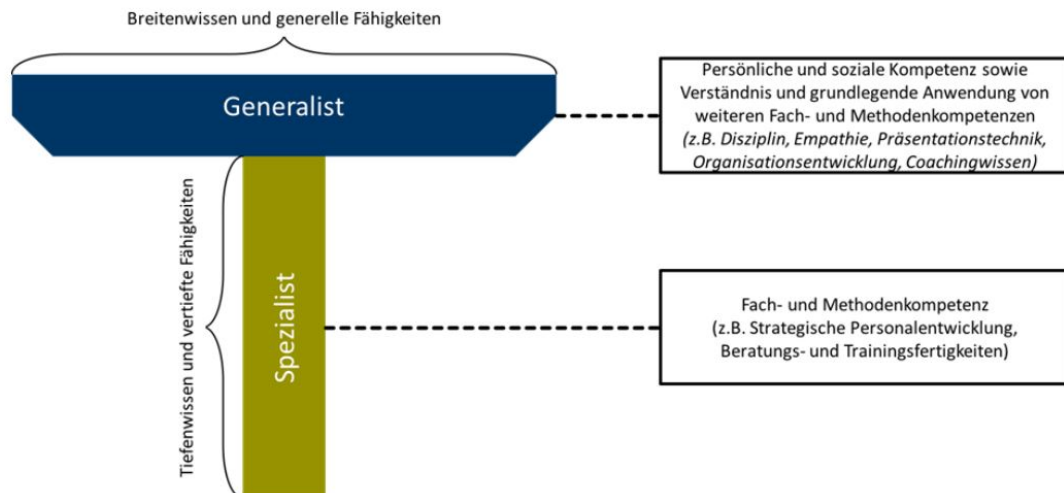 Breitenwissen und generelle Fähigkeiten
Generalist
Persönliche und soziale Kompetenz sowie
Verständnis und grundlegende Anwendung von
weiteren Fach- und Methodenkompetenzen
(z.B. Disziplin, Empathie, Präsentationstechnik,
Organisationsentwicklung, Coachingwissen)
Tiefenwissen und vertiefte Fähigkeiten
Spezialist
Fach- und Methodenkompetenz
(z.B. Strategische Personalentwicklung,
Beratungs- und Trainingsfertigkeiten)